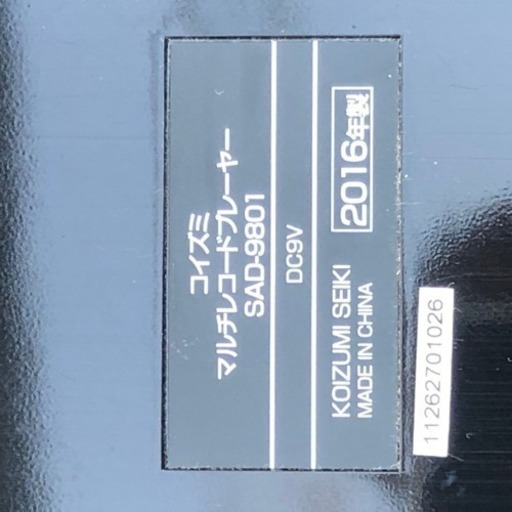 コイズミ
マルチレコードプレーヤー
SAD-9801
DC9V
KOIZUMI SEIKI
MADE IN CHINA
2016年製
11262701026